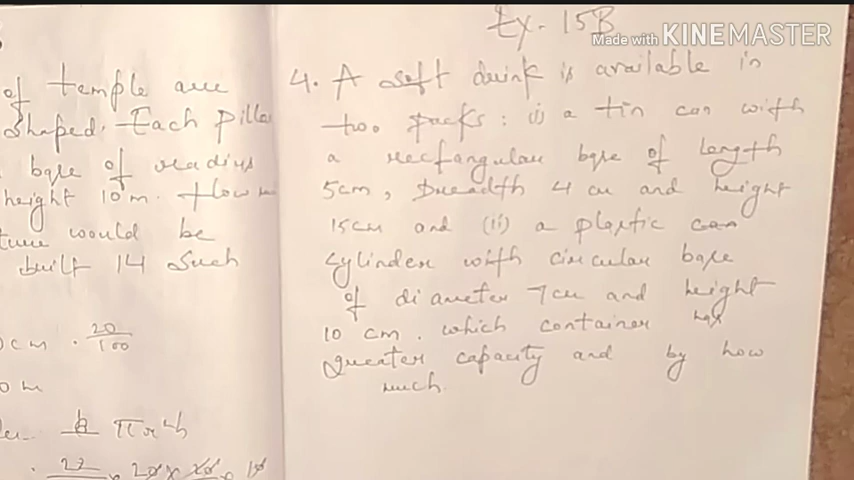 Ex. 15B
Made with KINEMASTER
of temple are
shaped. Each pillar
base of radius
height 10 m. How
would be
built 14 such
cm . 20/100
m
πr²h
22 × 20 ×
4. A soft drink is available in
two packs: (i) a tin can with
a rectangular base of length
5cm, breadth 4 cm and height
15cm and (ii) a plastic can
cylinder with circular base
of diameter 7cm and height
10 cm. which container has
greater capacity and by how
much.